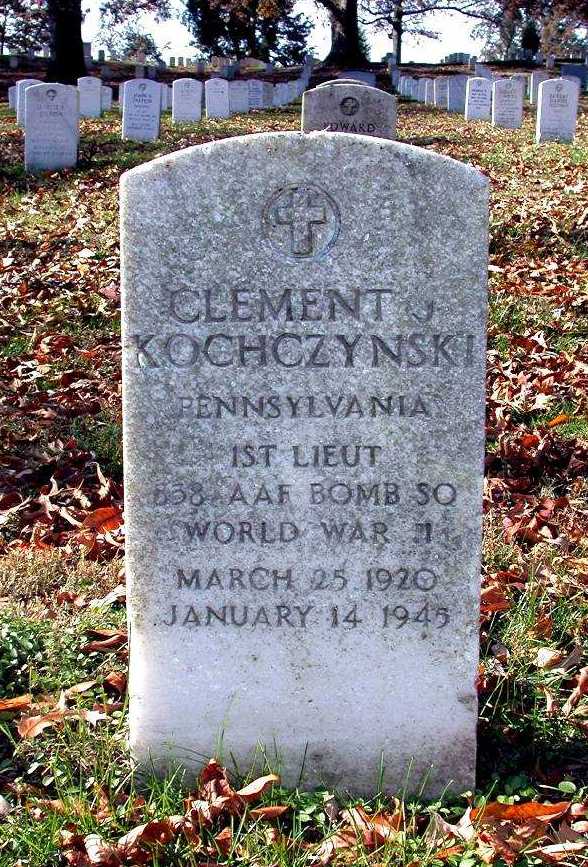 EDWARD
CLEMENT J
KOCHCZYNSKI
PENNSYLVANIA
1ST LIEUT
838 AAF BOMB SQ
WORLD WAR II
MARCH 25 1920
JANUARY 14 1945